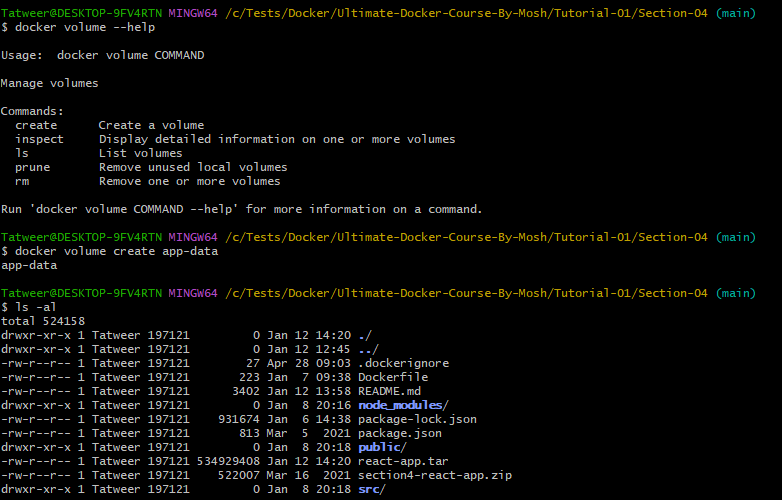 Tatweer@DESKTOP-9FV4RTN MINGW64 /c/Tests/Docker/Ultimate-Docker-Course-By-Mosh/Tutorial-01/Section-04 (main)
$ docker volume --help

Usage:  docker volume COMMAND

Manage volumes

Commands:
  create      Create a volume
  inspect     Display detailed information on one or more volumes
  ls          List volumes
  prune       Remove unused local volumes
  rm          Remove one or more volumes

Run 'docker volume COMMAND --help' for more information on a command.

Tatweer@DESKTOP-9FV4RTN MINGW64 /c/Tests/Docker/Ultimate-Docker-Course-By-Mosh/Tutorial-01/Section-04 (main)
$ docker volume create app-data
app-data

Tatweer@DESKTOP-9FV4RTN MINGW64 /c/Tests/Docker/Ultimate-Docker-Course-By-Mosh/Tutorial-01/Section-04 (main)
$ ls -al
total 524158
drwxr-xr-x 1 Tatweer 197121         0 Jan 12 14:20 ./
drwxr-xr-x 1 Tatweer 197121         0 Jan 12 12:45 ../
-rw-r--r-- 1 Tatweer 197121        27 Apr 28 09:03 .dockerignore
-rw-r--r-- 1 Tatweer 197121       223 Jan  7 09:38 Dockerfile
-rw-r--r-- 1 Tatweer 197121      3402 Jan 12 13:58 README.md
drwxr-xr-x 1 Tatweer 197121         0 Jan  8 20:16 node_modules/
-rw-r--r-- 1 Tatweer 197121    931674 Jan  6 14:38 package-lock.json
-rw-r--r-- 1 Tatweer 197121       813 Mar  5  2021 package.json
drwxr-xr-x 1 Tatweer 197121         0 Jan  8 20:18 public/
-rw-r--r-- 1 Tatweer 197121 534929408 Jan 12 14:20 react-app.tar
-rw-r--r-- 1 Tatweer 197121    522007 Mar 16  2021 section4-react-app.zip
drwxr-xr-x 1 Tatweer 197121         0 Jan  8 20:18 src/